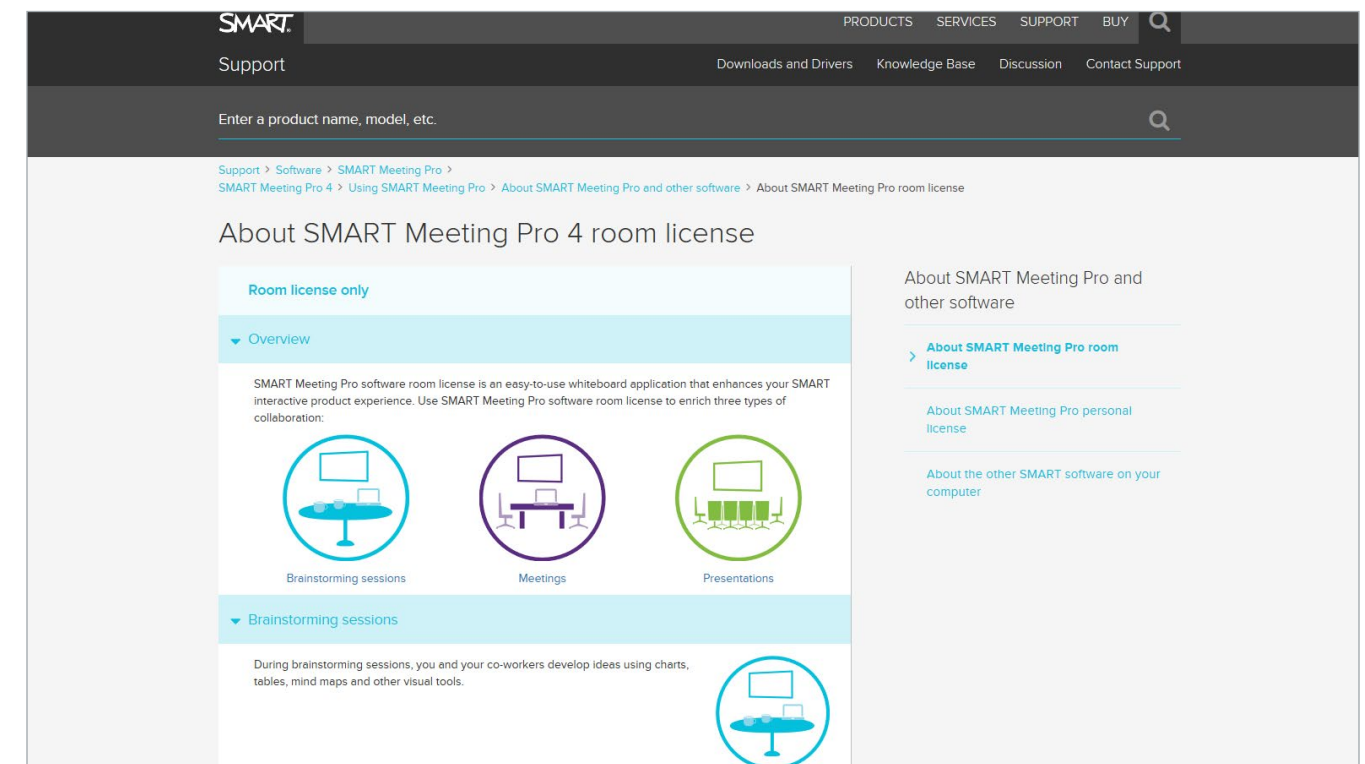 SMART.
PRODUCTS SERVICES SUPPORT BUY
Support
Downloads and Drivers Knowledge Base Discussion Contact Support
Enter a product name, model, etc.
Support > Software > SMART Meeting Pro >
SMART Meeting Pro 4 > Using SMART Meeting Pro > About SMART Meeting Pro and other software > About SMART Meeting Pro room license
About SMART Meeting Pro 4 room license
Room license only
Overview
SMART Meeting Pro software room license is an easy-to-use whiteboard application that enhances your SMART
interactive product experience. Use SMART Meeting Pro software room license to enrich three types of
collaboration:
Brainstorming sessions
Meetings
Presentations
Brainstorming sessions
During brainstorming sessions, you and your co-workers develop ideas using charts,
tables, mind maps and other visual tools.
About SMART Meeting Pro and
other software
About SMART Meeting Pro room
license
About SMART Meeting Pro personal
license
About the other SMART software on your
computer